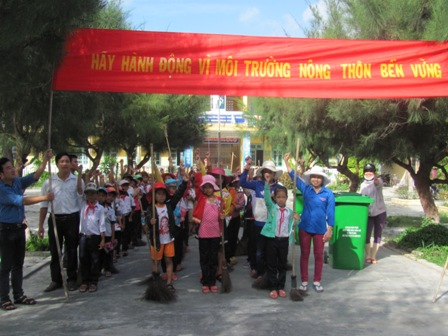 HÃY HÀNH ĐỘNG VÌ MÔI TRƯỜNG NÔNG THÔN BỀN VỮNG